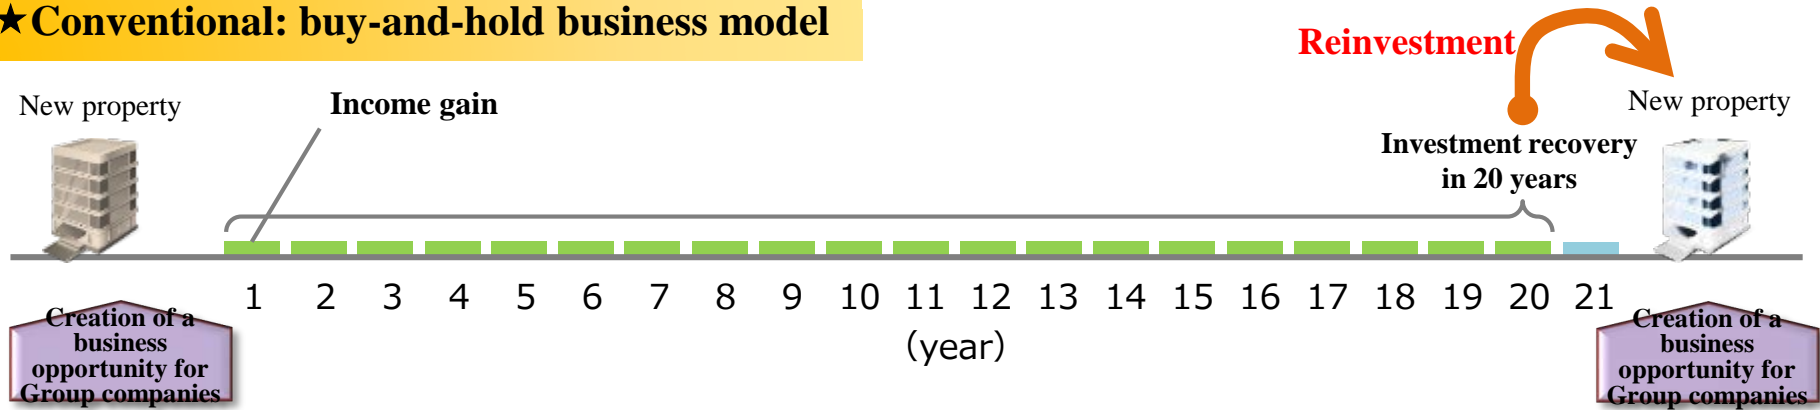 ★Conventional: buy-and-hold business model
Reinvestment
New property
Income gain
New property
Investment recovery
in 20 years
1 2 3 4 5 6 7 8 9 10 11 12 13 14 15 16 17 18 19 20 21
(year)
Creation of a
business
opportunity for
Group companies
Creation of a
business
opportunity for
Group companies